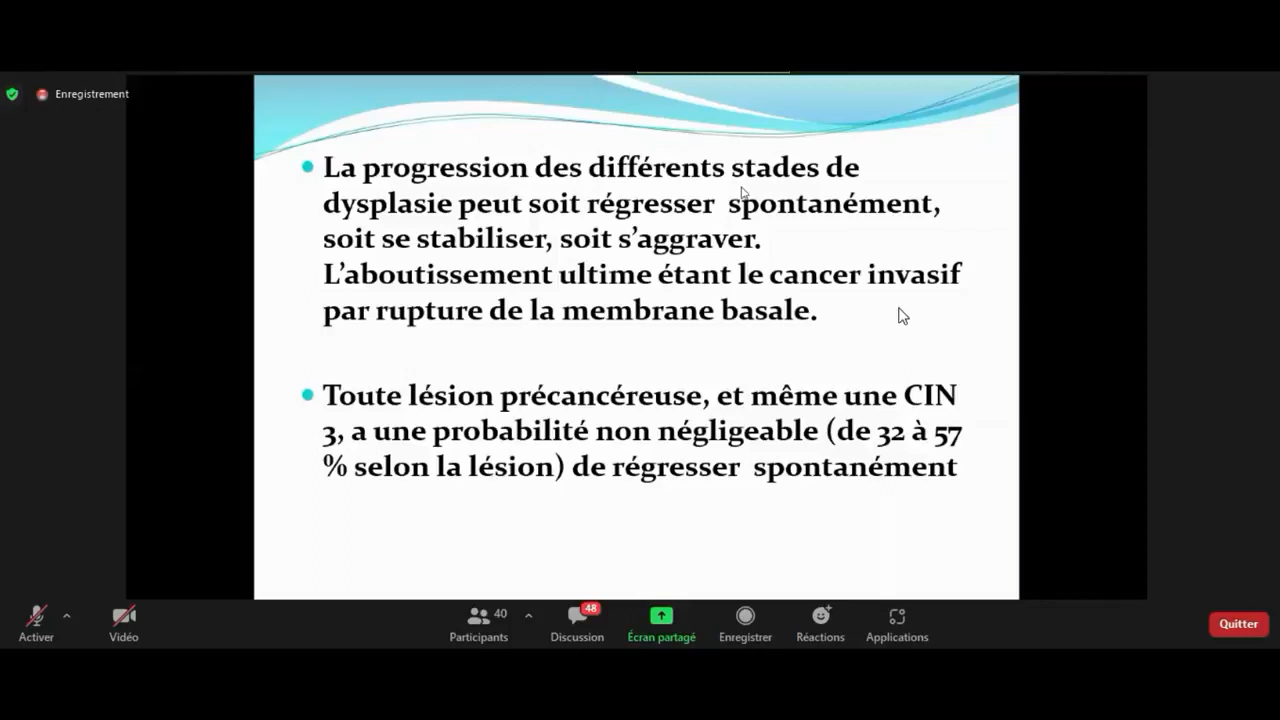 Enregistrement
La progression des différents stades de
dysplasie peut soit régresser spontanément,
soit se stabiliser, soit s'aggraver.
L'aboutissement ultime étant le cancer invasif
par rupture de la membrane basale.
Toute lésion précancéreuse, et même une CIN
3, a une probabilité non négligeable (de 32 à 57
% selon la lésion) de régresser spontanément
40
48
Activer
Vidéo
Participants
Discussion
Écran partagé
Enregistrer
Réactions
Applications
Quitter